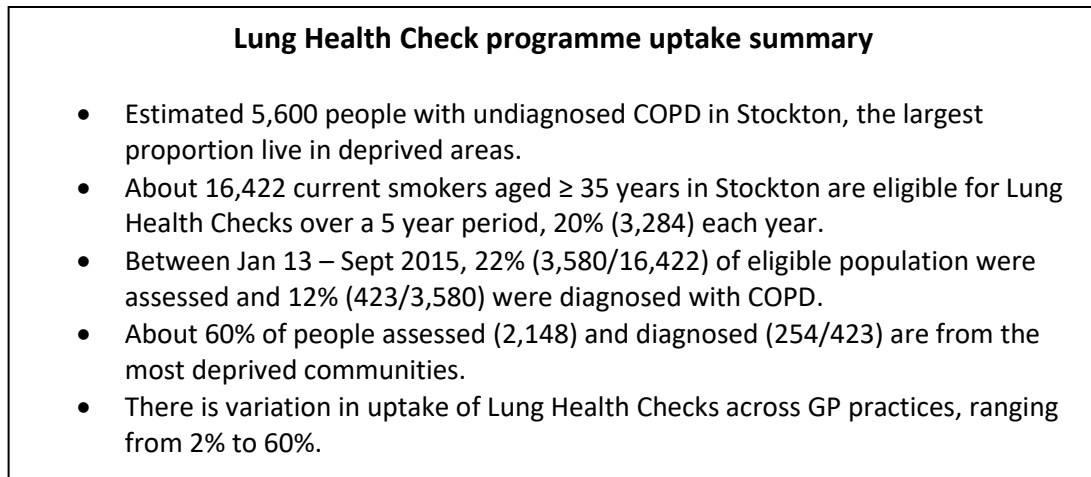 Lung Health Check programme uptake summary
• Estimated 5,600 people with undiagnosed COPD in Stockton, the largest
proportion live in deprived areas.
• About 16,422 current smokers aged ≥ 35 years in Stockton are eligible for Lung
Health Checks over a 5 year period, 20% (3,284) each year.
• Between Jan 13 – Sept 2015, 22% (3,580/16,422) of eligible population were
assessed and 12% (423/3,580) were diagnosed with COPD.
• About 60% of people assessed (2,148) and diagnosed (254/423) are from the
most deprived communities.
• There is variation in uptake of Lung Health Checks across GP practices, ranging
from 2% to 60%.